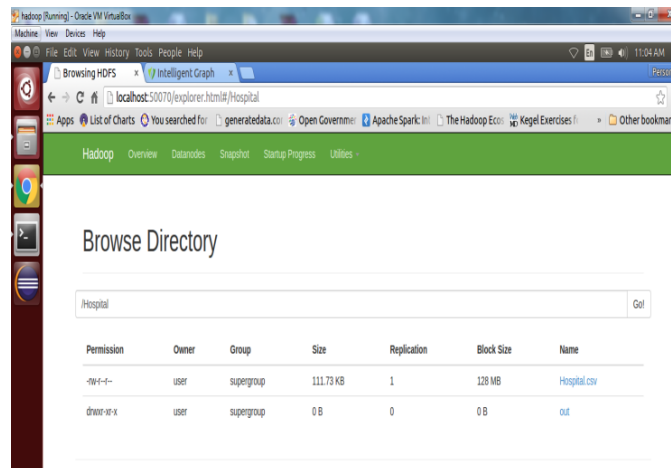 hadoop [Running] - Oracle VM VirtualBox
Machine View Devices Help
File Edit View History Tools People Help
En 11:04 AM
Browsing HDFS x Intelligent Graph x
Person
localhost:50070/explorer.html#/Hospital
Apps List of Charts You searched for generatedata.co Open Governmen Apache Spark: In The Hadoop Ecos Kegel Exercises f » Other bookmar
Hadoop Overview Datanodes Snapshot Startup Progress Utilities
Browse Directory
/Hospital Go!
Permission Owner Group Size Replication Block Size Name
-rw-r--r-- user supergroup 111.73 KB 1 128 MB Hospital.csv
drwxr-xr-x user supergroup 0 B 0 0 B out